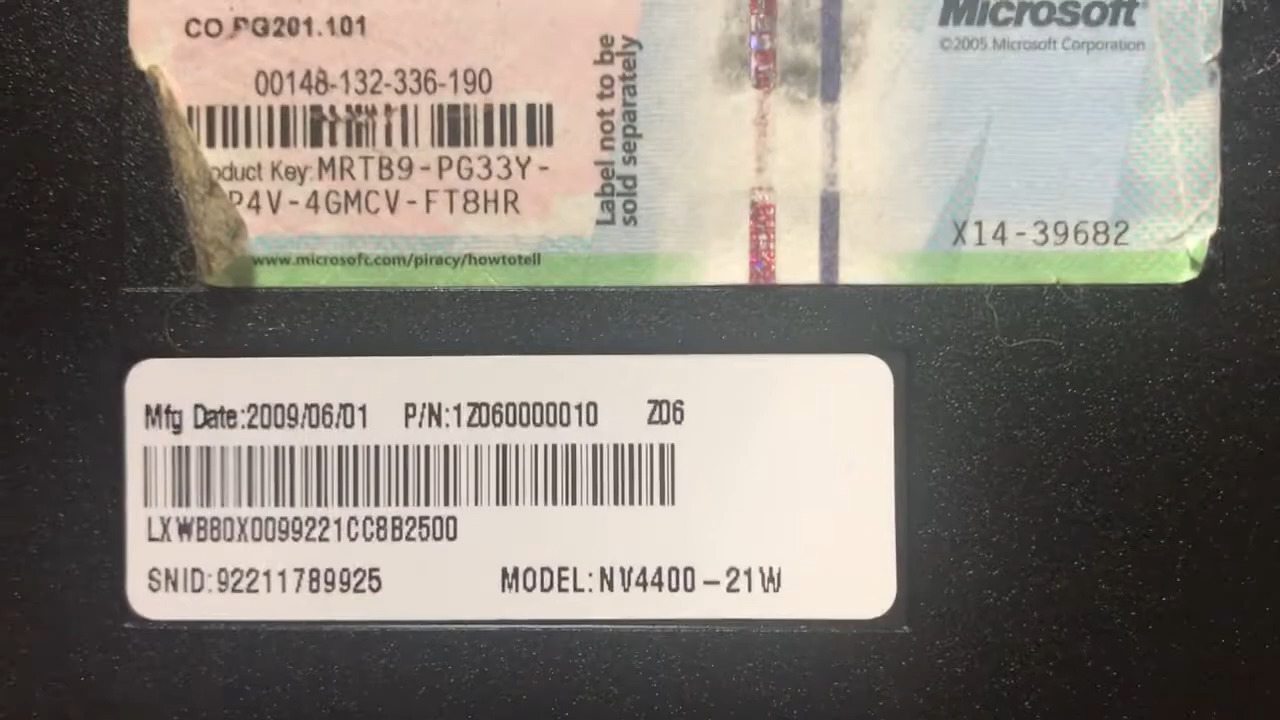 CO PG201.101
00148-132-336-190
oduct Key: MRTB9-PG33Y-
P4V-4GMCV-FT8HR
www.microsoft.com/piracy/howtotell
Label not to be
sold separately
Microsoft®
©2005 Microsoft Corporation
X14-39682
Mfg Date:2009/06/01 P/N:1Z060000010 Z06
LXWB80X0099221CC8B2500
SNID:92211789925 MODEL:NV4400-21W